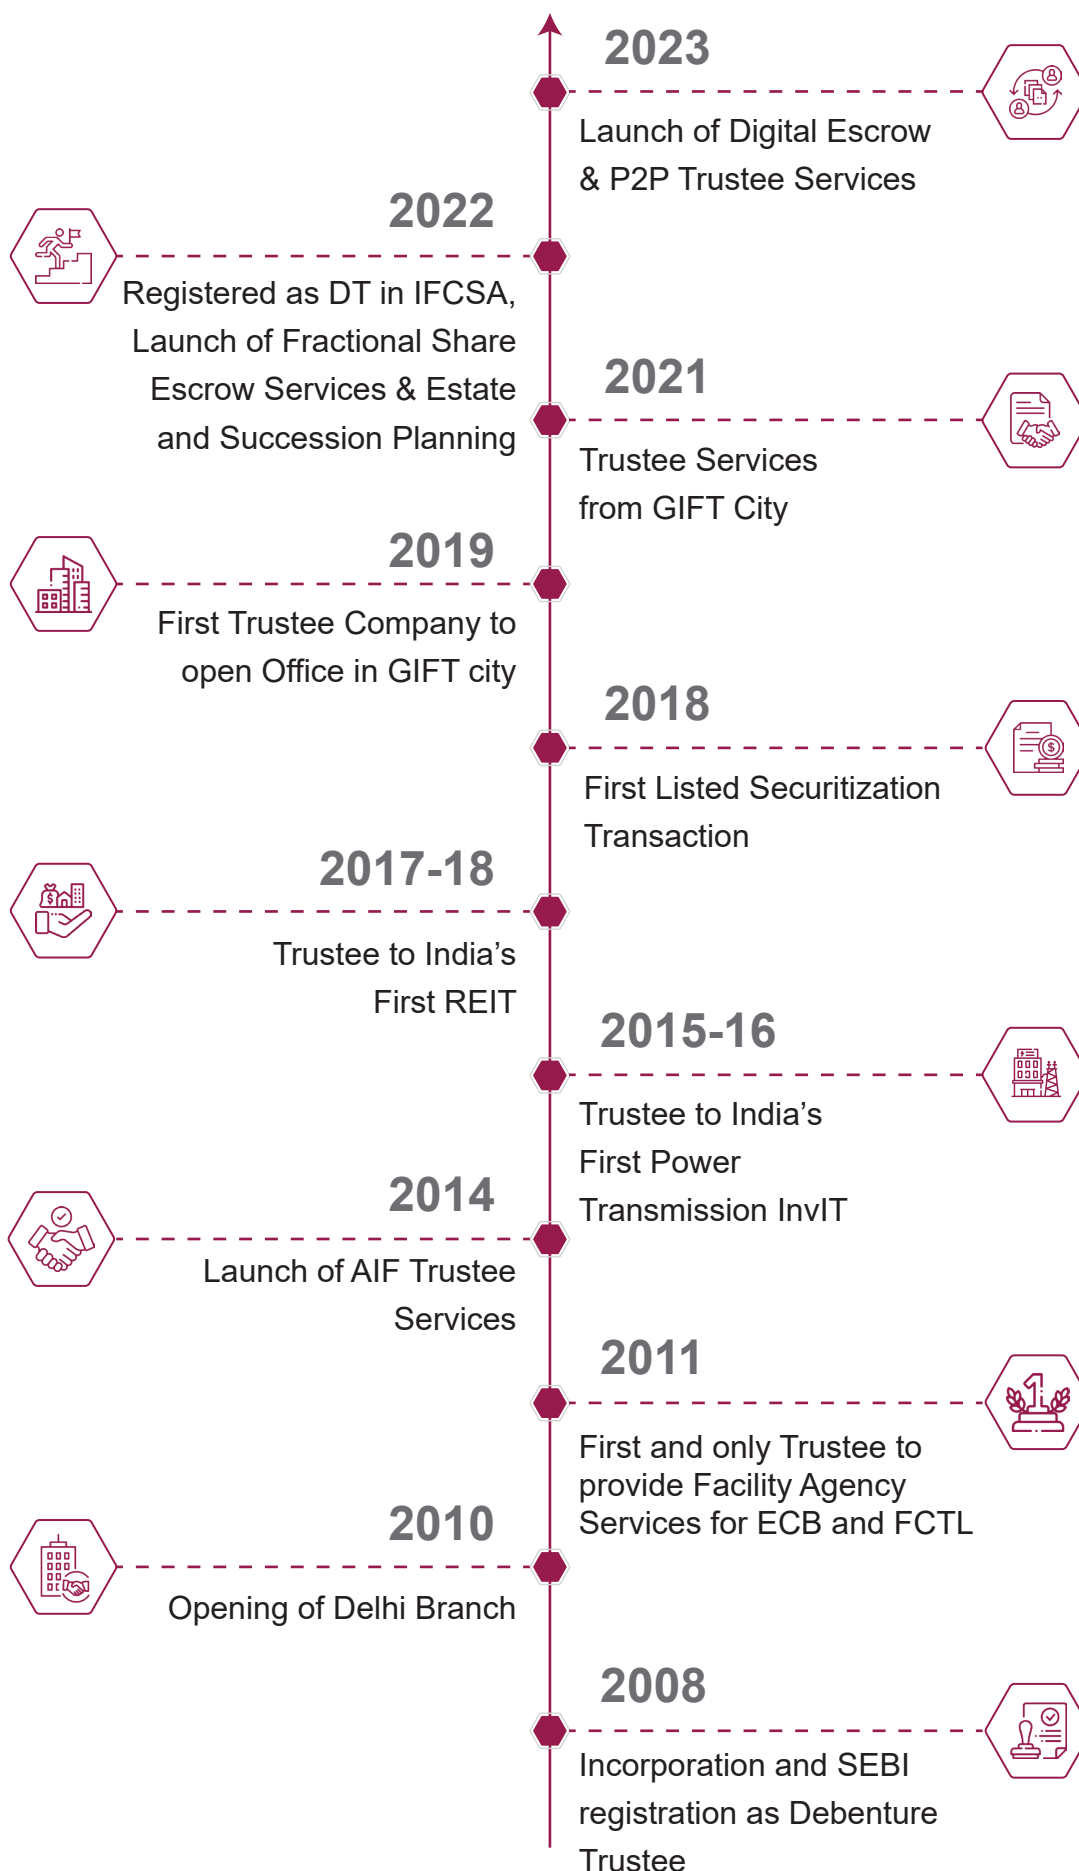 2023
Launch of Digital Escrow
& P2P Trustee Services
2022
Registered as DT in IFCSA,
Launch of Fractional Share
Escrow Services & Estate
and Succession Planning
2021
Trustee Services
from GIFT City
2019
First Trustee Company to
open Office in GIFT city
2018
First Listed Securitization
Transaction
2017-18
Trustee to India’s
First REIT
2015-16
Trustee to India’s
First Power
Transmission InvIT
2014
Launch of AIF Trustee
Services
2011
First and only Trustee to
provide Facility Agency
Services for ECB and FCTL
2010
Opening of Delhi Branch
2008
Incorporation and SEBI
registration as Debenture
Trustee